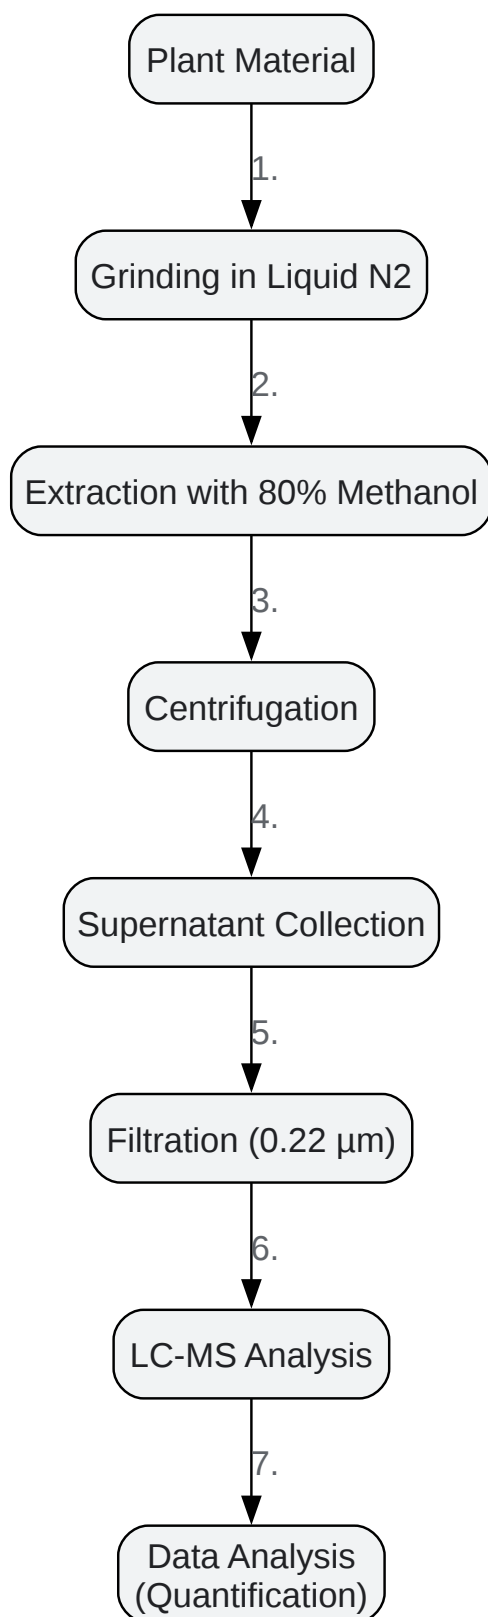 Plant Material
1.
Grinding in Liquid N2
2.
Extraction with 80% Methanol
3.
Centrifugation
4.
Supernatant Collection
5.
Filtration (0.22 µm)
6.
LC-MS Analysis
7.
Data Analysis
(Quantification)